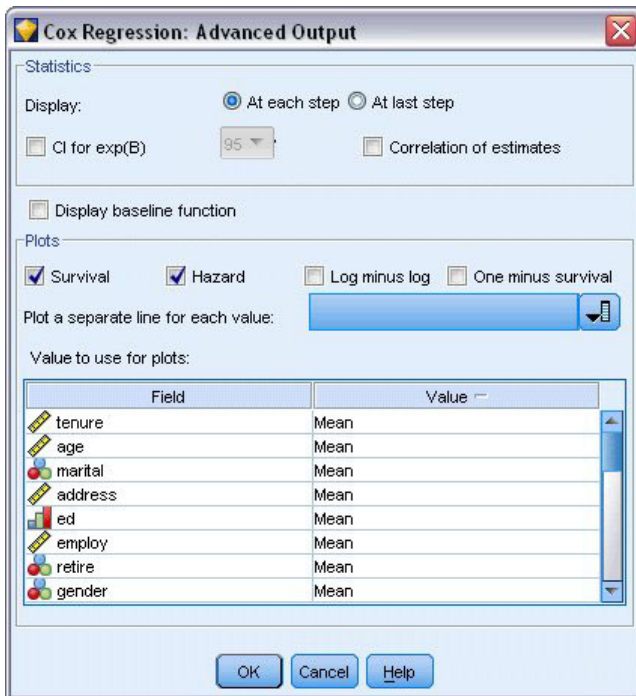 Cox Regression: Advanced Output
Statistics
Display: At each step At last step
CI for exp(B) 95 Correlation of estimates
Display baseline function
Plots
Survival Hazard Log minus log One minus survival
Plot a separate line for each value:
Value to use for plots:
Field Value
tenure Mean
age Mean
marital Mean
address Mean
ed Mean
employ Mean
retire Mean
gender Mean
OK Cancel Help